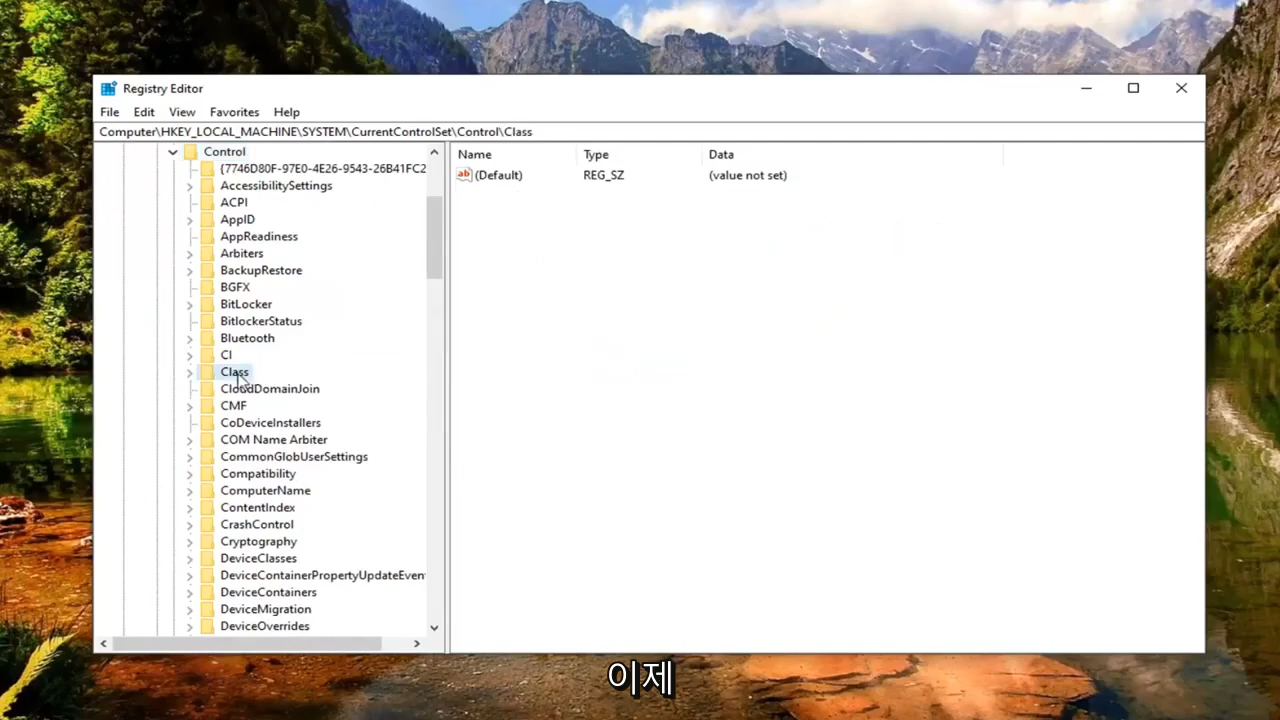 Registry Editor
File Edit View Favorites Help
Computer\HKEY_LOCAL_MACHINE\SYSTEM\CurrentControlSet\Control\Class
Control
{7746D80F-97E0-4E26-9543-26B41FC2
AccessibilitySettings
ACPI
AppID
AppReadiness
Arbiters
BackupRestore
BGFX
BitLocker
BitlockerStatus
Bluetooth
CI
Class
CloudDomainJoin
CMF
CoDeviceInstallers
COM Name Arbiter
CommonGlobUserSettings
Compatibility
ComputerName
ContentIndex
CrashControl
Cryptography
DeviceClasses
DeviceContainerPropertyUpdateEven
DeviceContainers
DeviceMigration
DeviceOverrides
Name Type Data
ab (Default) REG_SZ (value not set)
이제